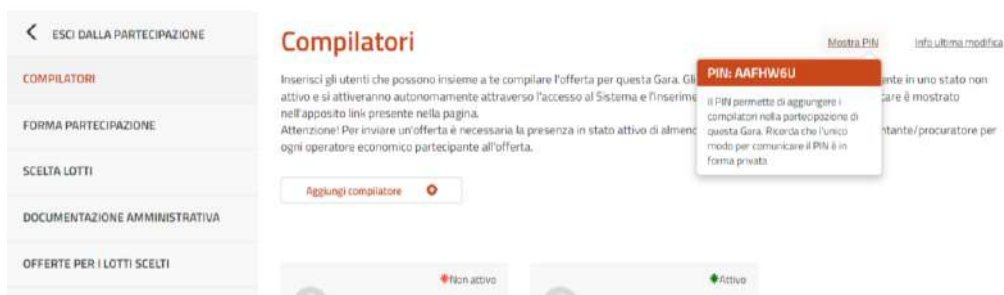 ESCI DALLA PARTECIPAZIONE
COMPILATORI
FORMA PARTECIPAZIONE
SCELTA LOTTI
DOCUMENTAZIONE AMMINISTRATIVA
OFFERTE PER I LOTTI SCELTI
Compilatori
Mostra PIN
Info ultima modifica
Inserisci gli utenti che possono insieme a te compilare l'offerta per questa Gara. Gli
ente in uno stato non
attivo e si attiveranno autonomamente attraverso l'accesso al Sistema e l'inserime
care è mostrato
nell'apposito link presente nella pagina.
Attenzione! Per inviare un'offerta è necessaria la presenza in stato attivo di almeno
ntante/procuratore per
ogni operatore economico partecipante all'offerta.
PIN: AAFHW6U
Il PIN permette di aggiungere i
compilatori nella partecipazione di
questa Gara. Ricorda che l'unico
modo per comunicare il PIN è in
forma privata
Aggiungi compilatore
Non attivo
Attivo